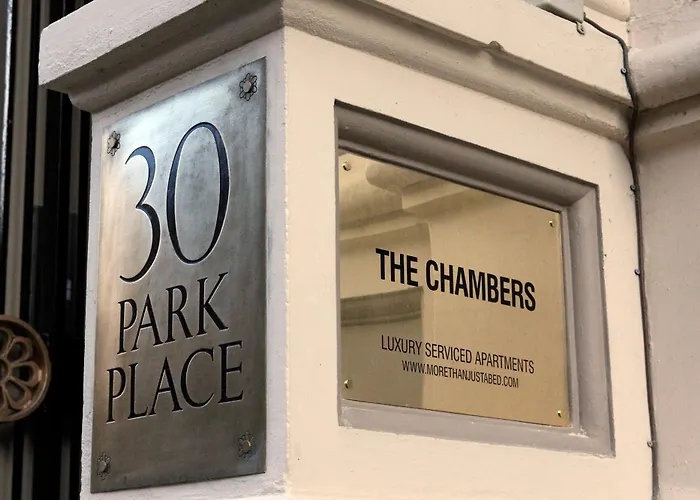 30
PARK
PLACE
THE CHAMBERS
LUXURY SERVICED APARTMENTS
WWW.MORETHANJUSTABED.COM